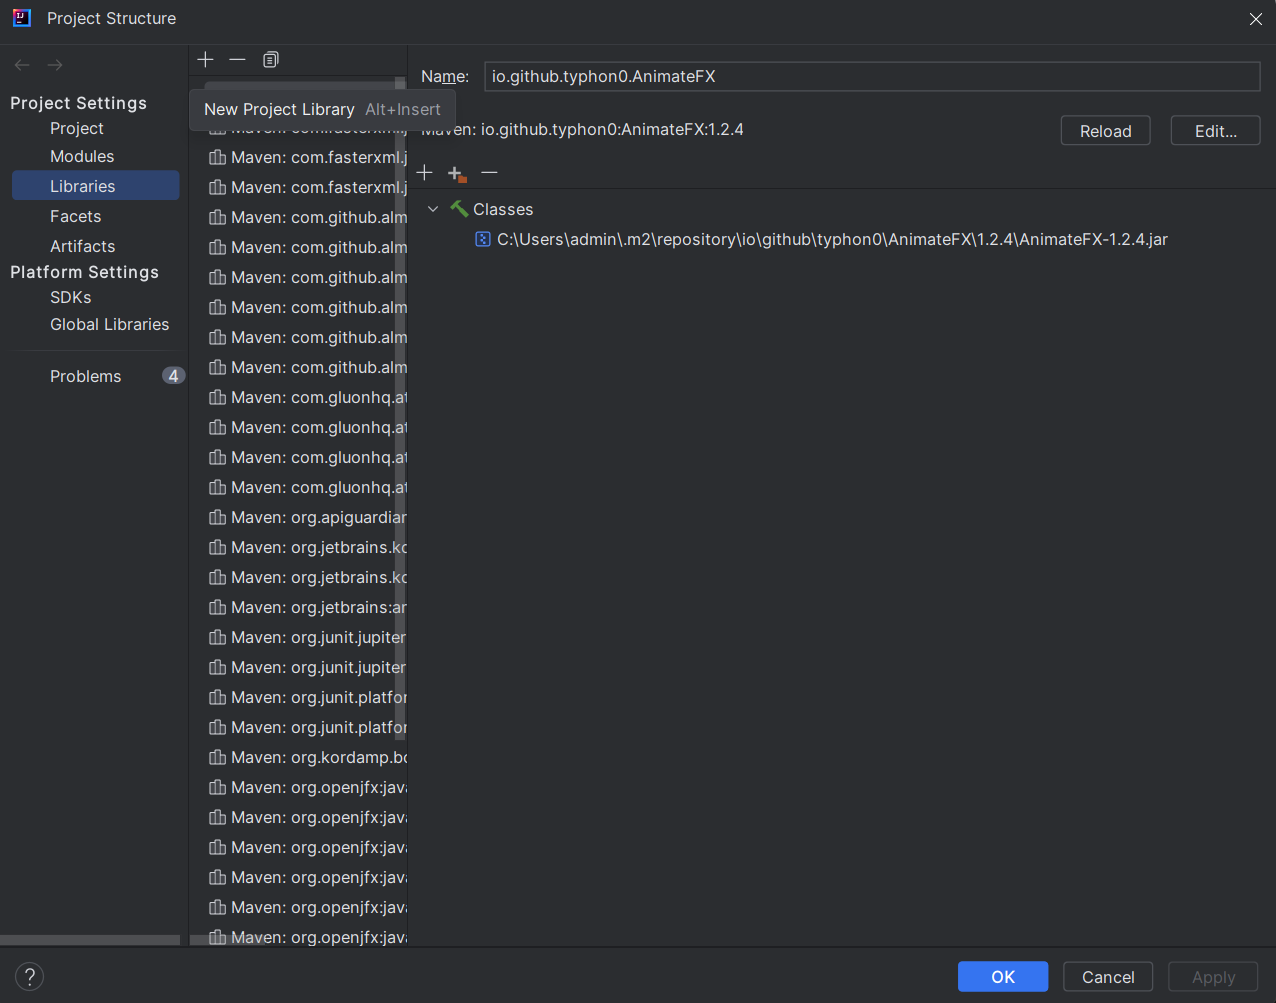 Project Structure
Project Settings
Project
Modules
Libraries
Facets
Artifacts
Platform Settings
SDKs
Global Libraries
Problems 4
New Project Library Alt+Insert
Maven: com.fasterxml.j
Maven: com.fasterxml.j
Maven: com.fasterxml.j
Maven: com.github.alm
Maven: com.github.alm
Maven: com.github.alm
Maven: com.github.alm
Maven: com.github.alm
Maven: com.github.alm
Maven: com.gluonhq.at
Maven: com.gluonhq.at
Maven: com.gluonhq.at
Maven: com.gluonhq.at
Maven: org.apiguardian
Maven: org.jetbrains.ko
Maven: org.jetbrains.ko
Maven: org.jetbrains:an
Maven: org.junit.jupiter
Maven: org.junit.jupiter
Maven: org.junit.platfor
Maven: org.junit.platfor
Maven: org.kordamp.bo
Maven: org.openjfx:java
Maven: org.openjfx:java
Maven: org.openjfx:java
Maven: org.openjfx:java
Maven: org.openjfx:java
Maven: org.openjfx:java
Name: io.github.typhon0.AnimateFX
Maven: io.github.typhon0:AnimateFX:1.2.4
Reload
Edit...
Classes
C:\Users\admin\.m2\repository\io\github\typhon0\AnimateFX\1.2.4\AnimateFX-1.2.4.jar
?
OK
Cancel
Apply